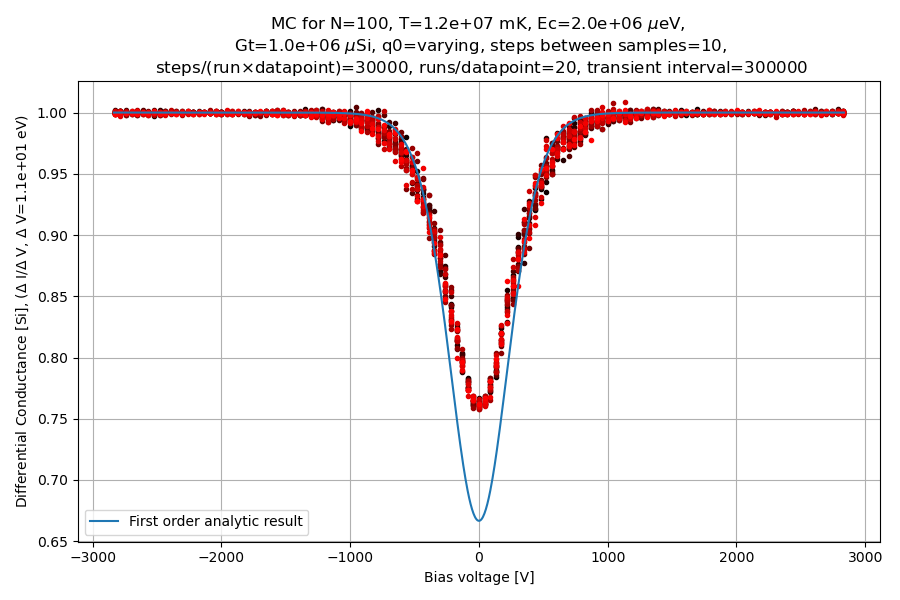 MC for N=100, T=1.2e+07 mK, Ec=2.0e+06 μeV,
Gt=1.0e+06 μSi, q0=varying, steps between samples=10,
steps/(run×datapoint)=30000, runs/datapoint=20, transient interval=300000
Differential Conductance [Si], (Δ I/Δ V, Δ V=1.1e+01 eV)
1.00
0.95
0.90
0.85
0.80
0.75
0.70
0.65
First order analytic result
−3000 −2000 −1000 0 1000 2000 3000
Bias voltage [V]